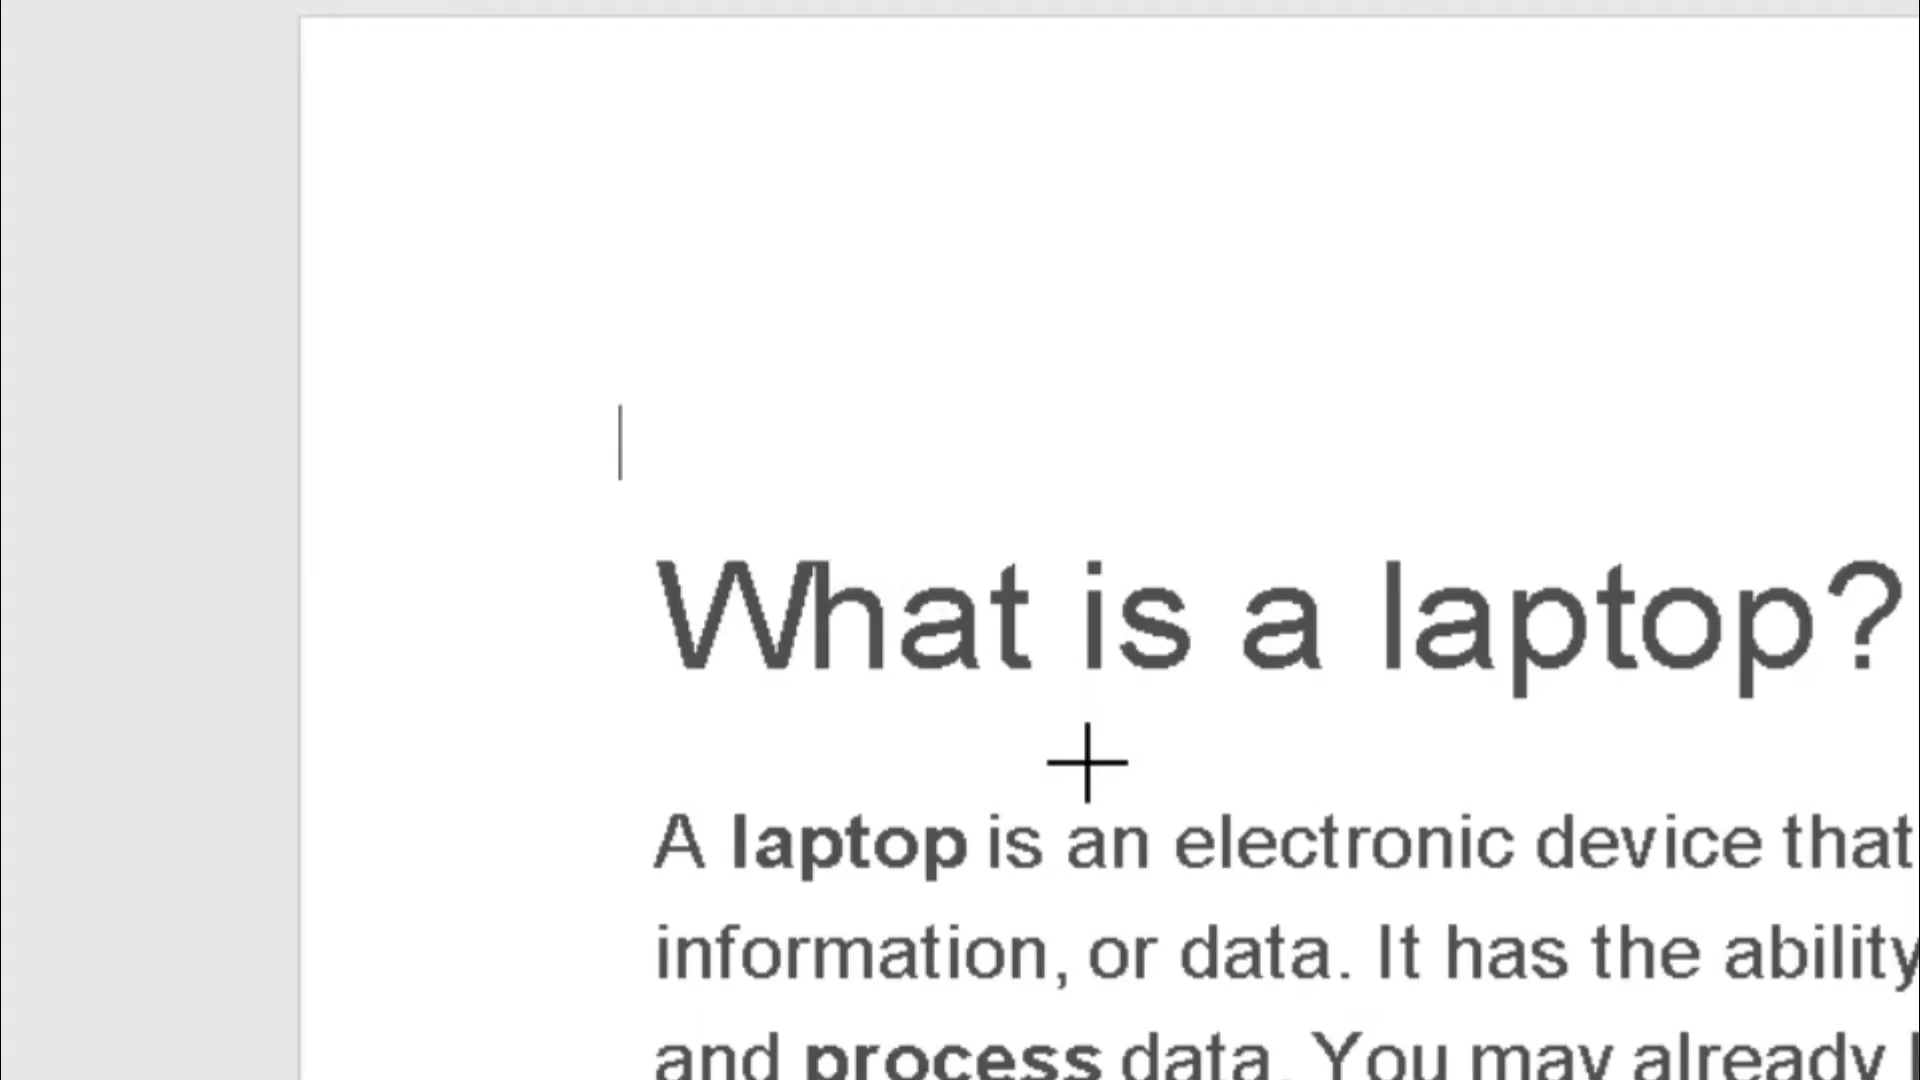 What is a laptop?
A laptop is an electronic device that
information, or data. It has the ability
and process data. You may already